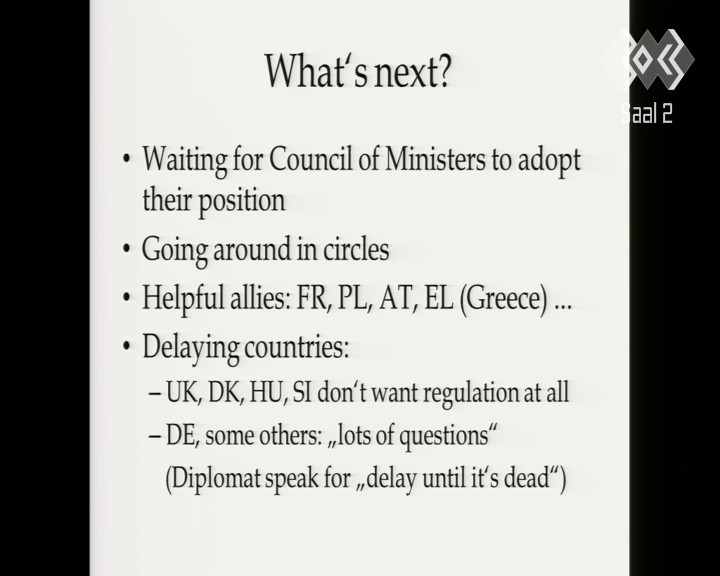 What‘s next?
• Waiting for Council of Ministers to adopt
their position
• Going around in circles
• Helpful allies: FR, PL, AT, EL (Greece) ...
• Delaying countries:
– UK, DK, HU, SI don‘t want regulation at all
– DE, some others: „lots of questions“
(Diplomat speak for „delay until it‘s dead“)
30C3
Saal 2